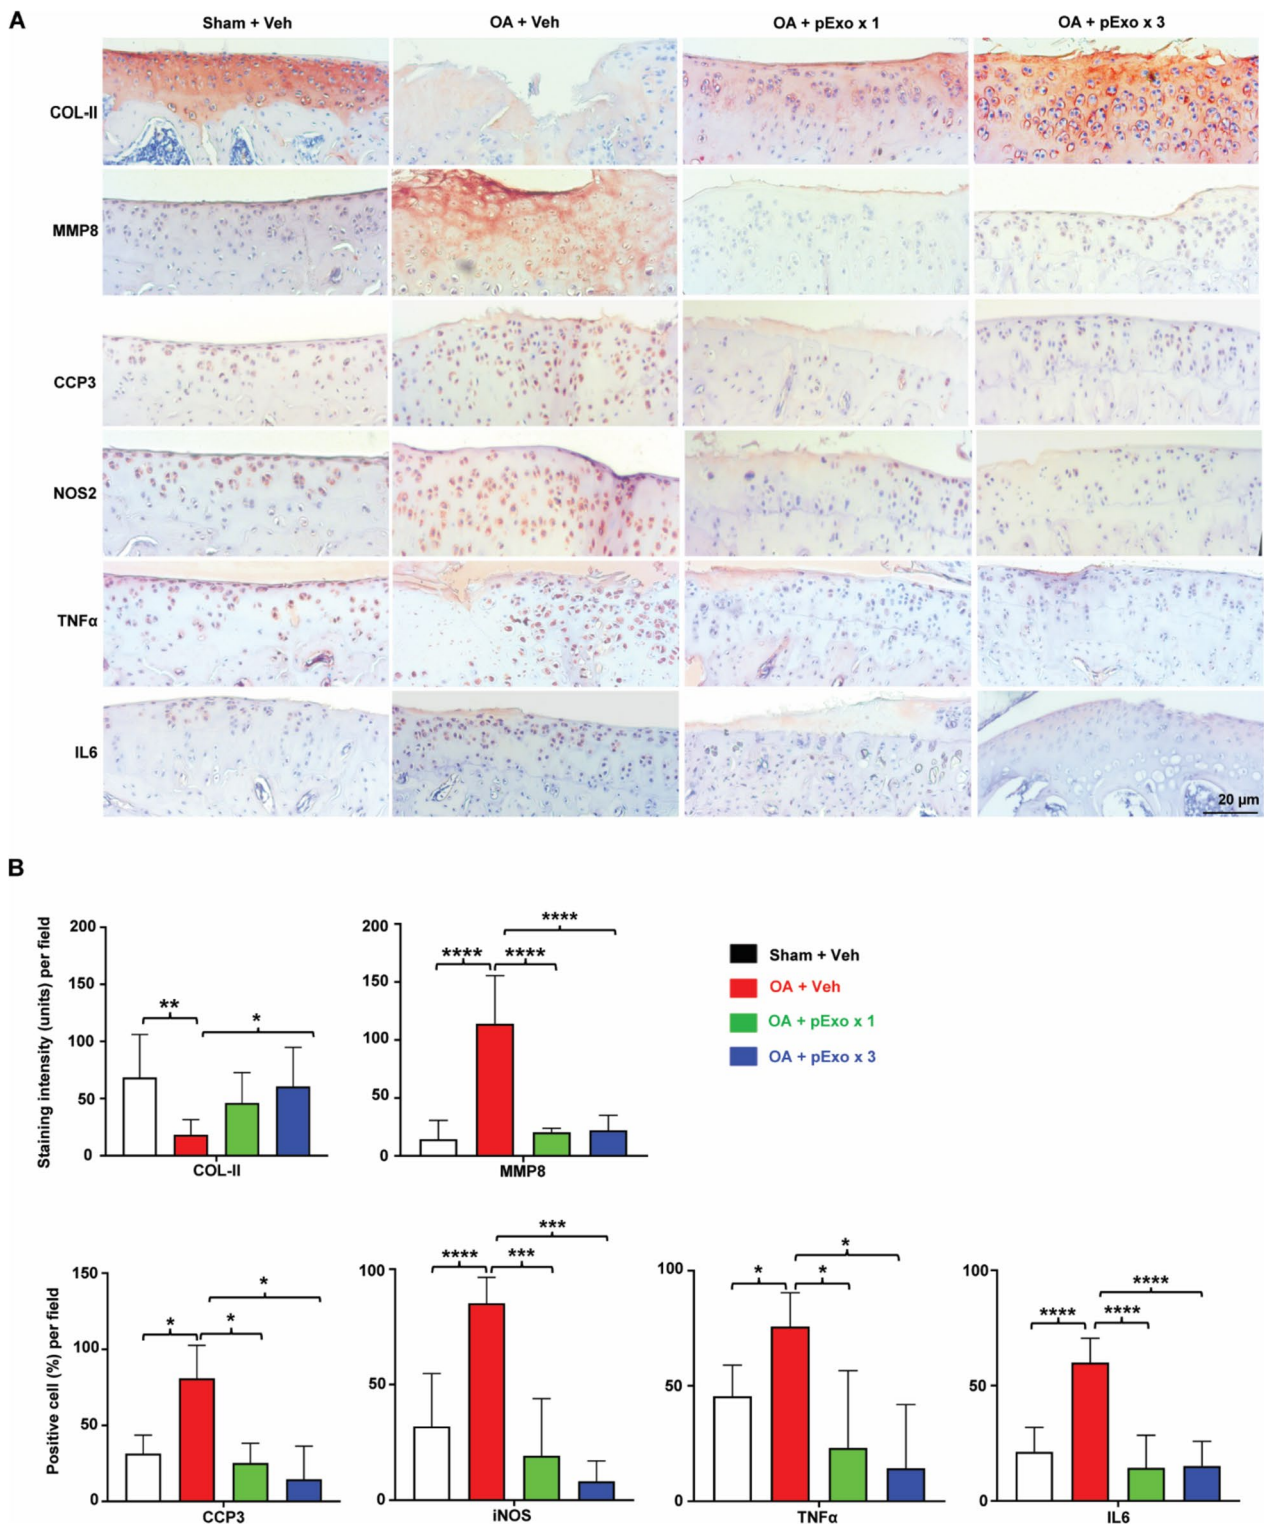 A
Sham + Veh OA + Veh OA + pExo x 1 OA + pExo x 3
COL-II
MMP8
CCP3
NOS2
TNFα
IL6
20 µm
B
Staining intensity (units) per field
200
150
100
50
0
**
*
COL-II
200
150
100
50
0
****
**** ****
MMP8
Sham + Veh
OA + Veh
OA + pExo x 1
OA + pExo x 3
Positive cell (%) per field
150
100
50
0
*
* *
CCP3
100
50
0
***
**** ***
iNOS
100
50
0
*
* *
TNFα
100
50
0
****
**** ****
IL6